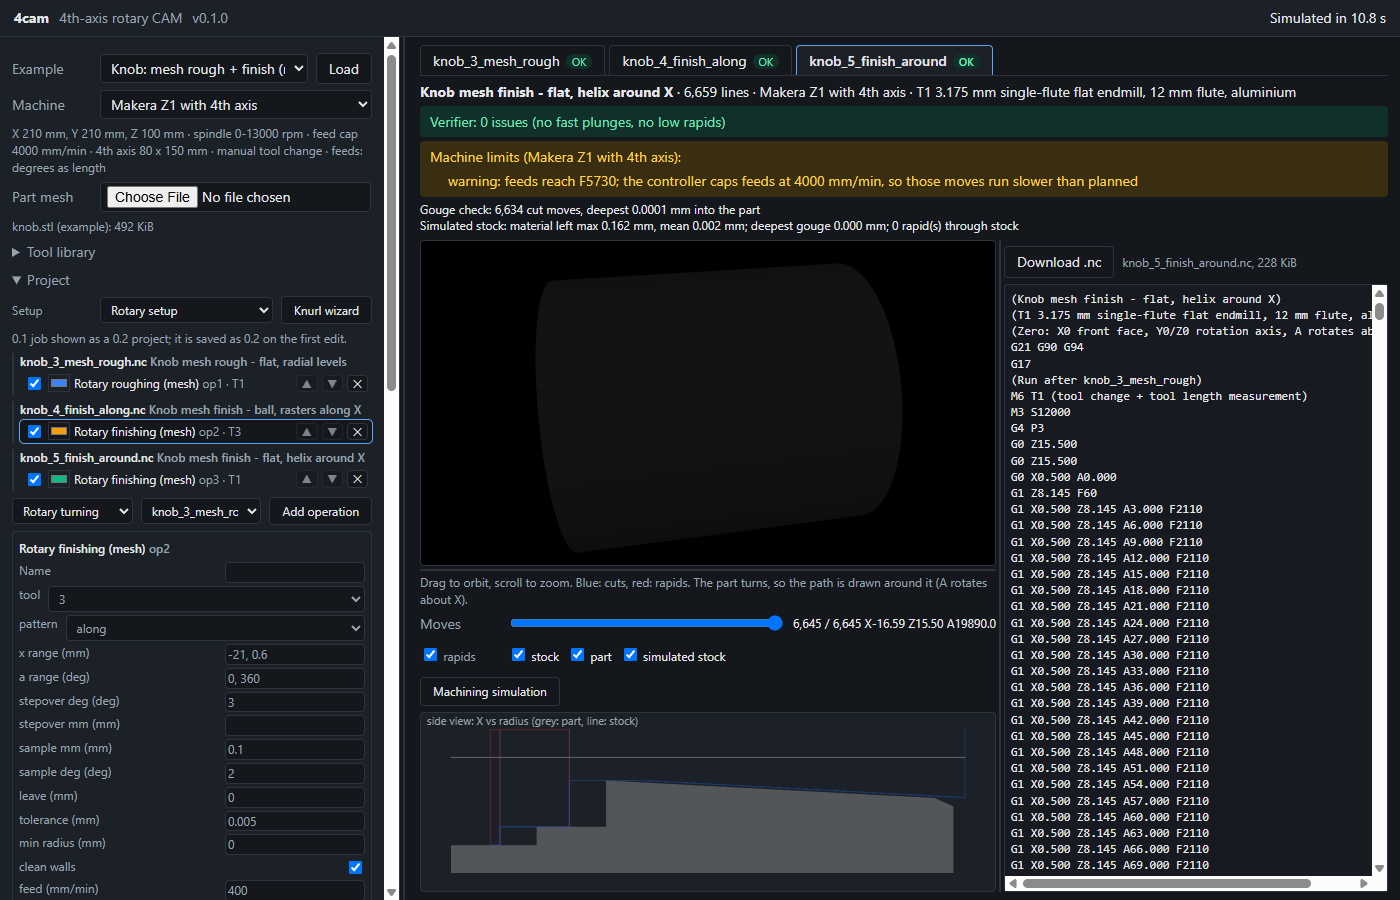 4cam 4th-axis rotary CAM v0.1.0
Simulated in 10.8 s
Example Knob: mesh rough + finish (r Load
Machine Makera Z1 with 4th axis
X 210 mm, Y 210 mm, Z 100 mm · spindle 0-13000 rpm · feed cap
4000 mm/min · 4th axis 80 x 150 mm · manual tool change · feeds:
degrees as length
Part mesh Choose File No file chosen
knob.stl (example): 492 KiB
Tool library
Project
Setup Rotary setup Knurl wizard
0.1 job shown as a 0.2 project; it is saved as 0.2 on the first edit.
knob_3_mesh_rough.nc Knob mesh rough - flat, radial levels
Rotary roughing (mesh) op1 · T1
knob_4_finish_along.nc Knob mesh finish - ball, rasters along X
Rotary finishing (mesh) op2 · T3
knob_5_finish_around.nc Knob mesh finish - flat, helix around X
Rotary finishing (mesh) op3 · T1
Rotary turning knob_3_mesh_ro Add operation
Rotary finishing (mesh) op2
Name
tool 3
pattern along
x range (mm) -21, 0.6
a range (deg) 0, 360
stepover deg (deg) 3
stepover mm (mm)
sample mm (mm) 0.1
sample deg (deg) 2
leave (mm) 0
tolerance (mm) 0.005
min radius (mm) 0
clean walls
feed (mm/min) 400
knob_3_mesh_rough OK knob_4_finish_along OK knob_5_finish_around OK
Knob mesh finish - flat, helix around X · 6,659 lines · Makera Z1 with 4th axis · T1 3.175 mm single-flute flat endmill, 12 mm flute, aluminium
Verifier: 0 issues (no fast plunges, no low rapids)
Machine limits (Makera Z1 with 4th axis):
warning: feeds reach F5730; the controller caps feeds at 4000 mm/min, so those moves run slower than planned
Gouge check: 6,634 cut moves, deepest 0.0001 mm into the part
Simulated stock: material left max 0.162 mm, mean 0.002 mm; deepest gouge 0.000 mm; 0 rapid(s) through stock
Drag to orbit, scroll to zoom. Blue: cuts, red: rapids. The part turns, so the path is drawn around it (A rotates
about X).
Moves 6,645 / 6,645 X-16.59 Z15.50 A19890.0
rapids stock part simulated stock
Machining simulation
side view: X vs radius (grey: part, line: stock)
Download .nc knob_5_finish_around.nc, 228 KiB
(Knob mesh finish - flat, helix around X)
(T1 3.175 mm single-flute flat endmill, 12 mm flute, al
(Zero: X0 front face, Y0/Z0 rotation axis, A rotates ab
G21 G90 G94
G17
(Run after knob_3_mesh_rough)
M6 T1 (tool change + tool length measurement)
M3 S12000
G4 P3
G0 Z15.500
G0 Z15.500
G0 X0.500 A0.000
G1 Z8.145 F60
G1 X0.500 Z8.145 A3.000 F2110
G1 X0.500 Z8.145 A6.000 F2110
G1 X0.500 Z8.145 A9.000 F2110
G1 X0.500 Z8.145 A12.000 F2110
G1 X0.500 Z8.145 A15.000 F2110
G1 X0.500 Z8.145 A18.000 F2110
G1 X0.500 Z8.145 A21.000 F2110
G1 X0.500 Z8.145 A24.000 F2110
G1 X0.500 Z8.145 A27.000 F2110
G1 X0.500 Z8.145 A30.000 F2110
G1 X0.500 Z8.145 A33.000 F2110
G1 X0.500 Z8.145 A36.000 F2110
G1 X0.500 Z8.145 A39.000 F2110
G1 X0.500 Z8.145 A42.000 F2110
G1 X0.500 Z8.145 A45.000 F2110
G1 X0.500 Z8.145 A48.000 F2110
G1 X0.500 Z8.145 A51.000 F2110
G1 X0.500 Z8.145 A54.000 F2110
G1 X0.500 Z8.145 A57.000 F2110
G1 X0.500 Z8.145 A60.000 F2110
G1 X0.500 Z8.145 A63.000 F2110
G1 X0.500 Z8.145 A66.000 F2110
G1 X0.500 Z8.145 A69.000 F2110